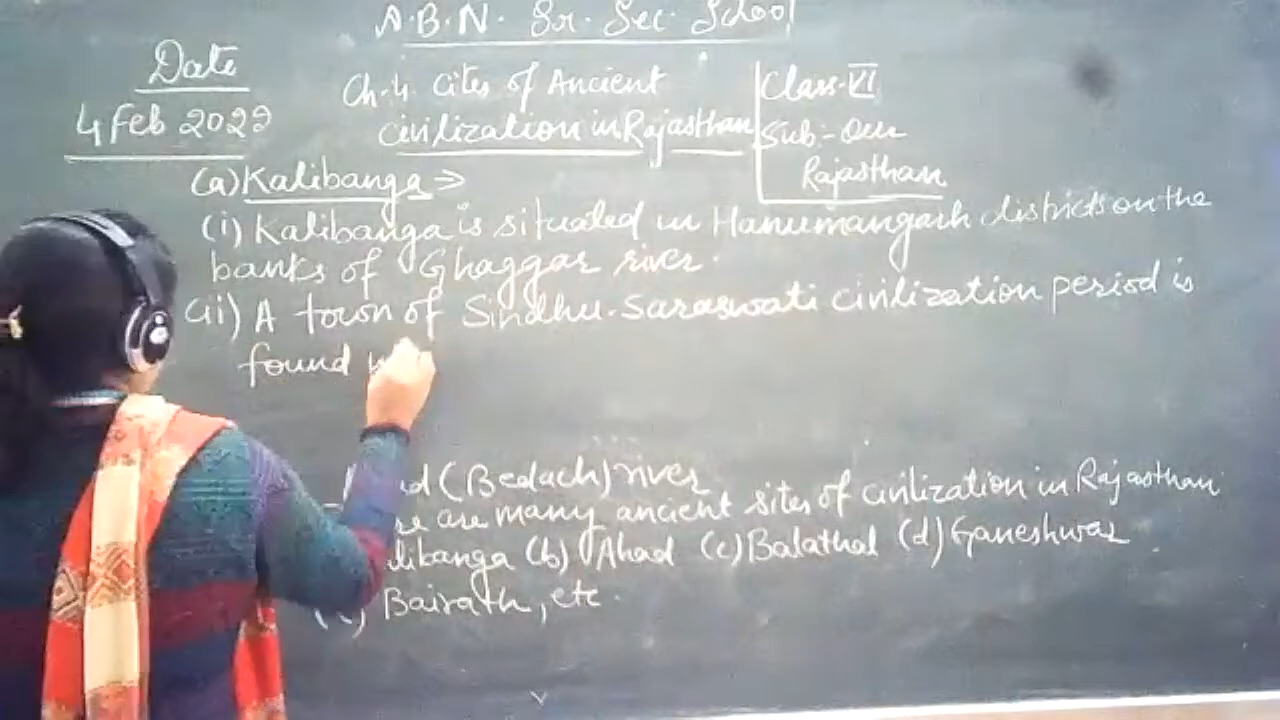 A.B.N. Sr. Sec. School
Date
4 Feb 2022
Ch-4 Cites of Ancient
civilization in Rajasthan
Class-VI
Sub:- Our
Rajasthan
(a) Kalibanga →
(i) Kalibanga is situated in Hanumangarh districts on the
banks of Ghaggar river.
(ii) A town of Sindhu-Saraswati civilization period is
found
(Bedach) river
are many ancient sites of civilization in Rajasthan
libanga (b) Ahad (c) Balathal (d) Ganeshwar
Bairath, etc.